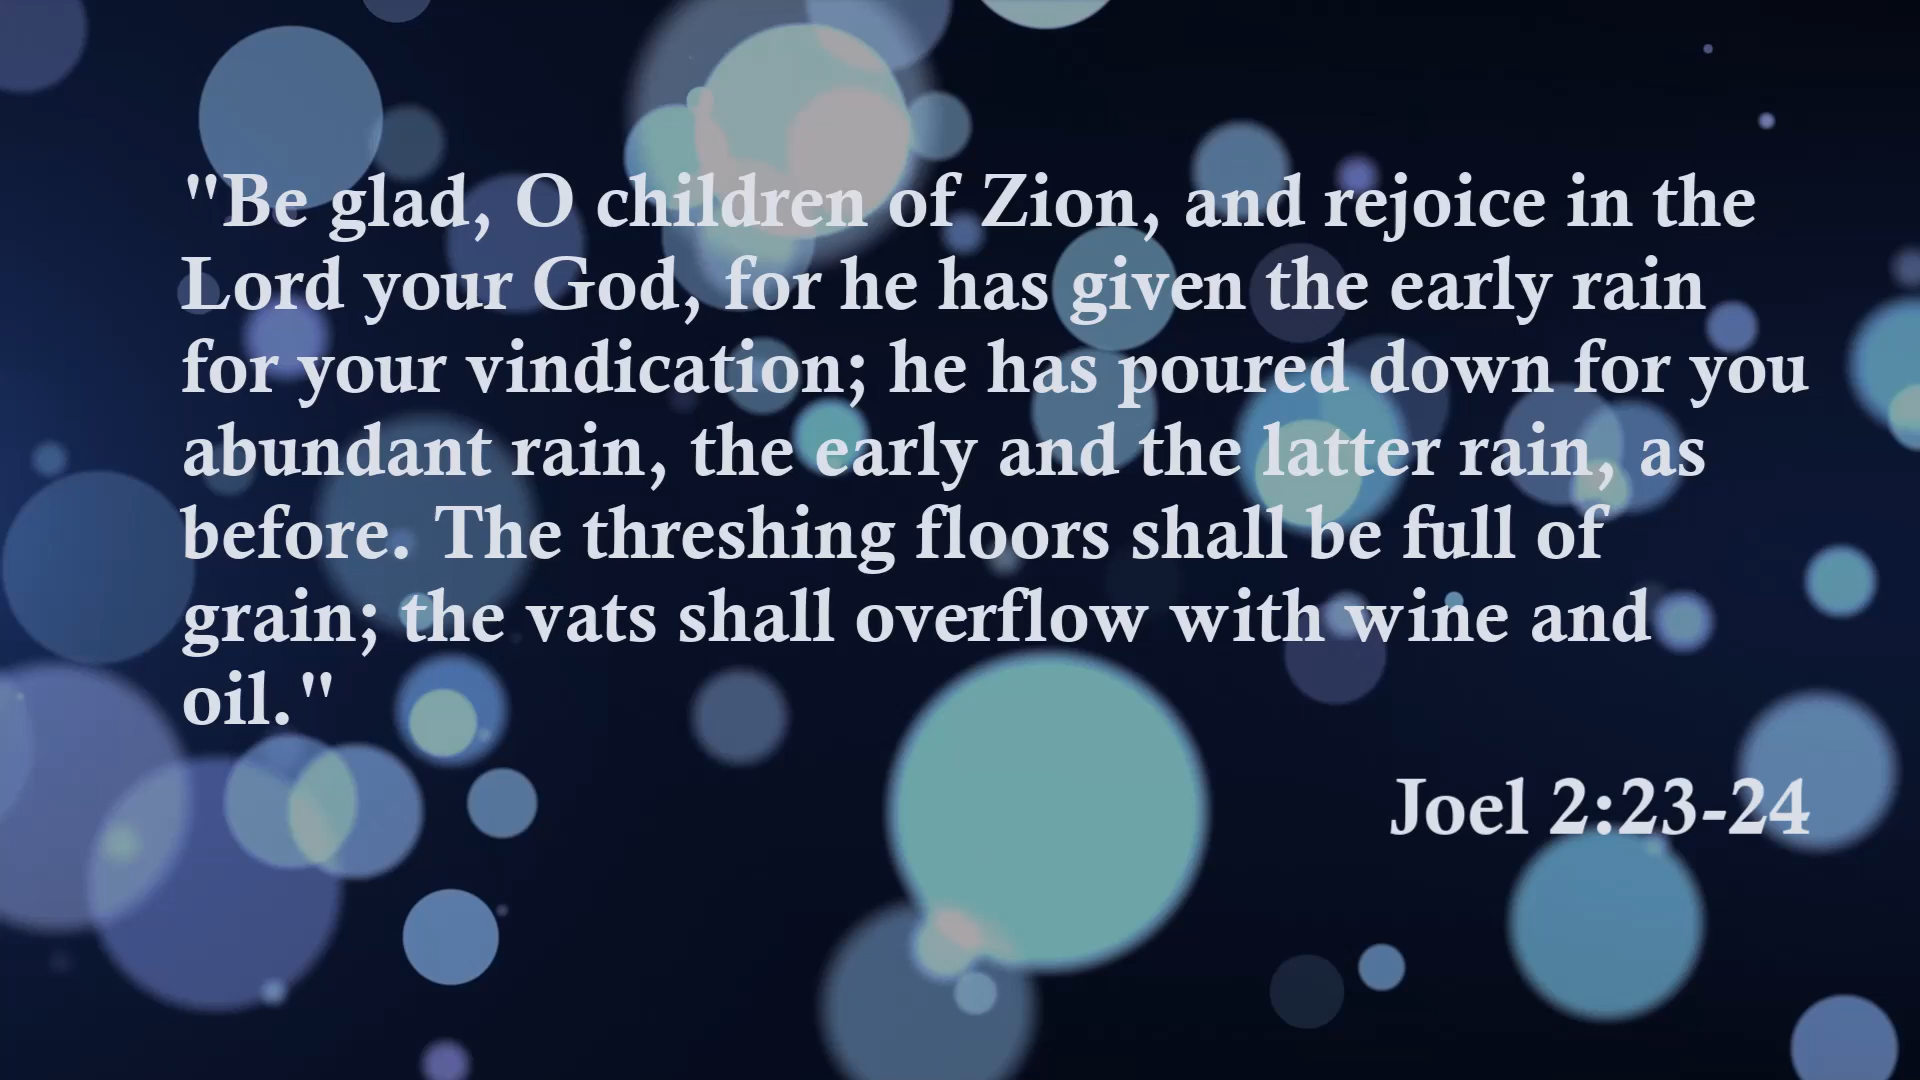 "Be glad, O children of Zion, and rejoice in the
Lord your God, for he has given the early rain
for your vindication; he has poured down for you
abundant rain, the early and the latter rain, as
before. The threshing floors shall be full of
grain; the vats shall overflow with wine and
oil."
Joel 2:23-24